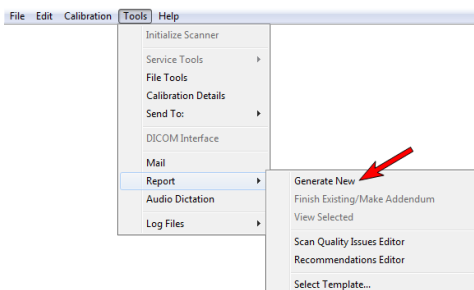 File Edit Calibration Tools Help
Initialize Scanner
Service Tools
File Tools
Calibration Details
Send To:
DICOM Interface
Mail
Report
Audio Dictation
Log Files
Generate New
Finish Existing/Make Addendum
View Selected
Scan Quality Issues Editor
Recommendations Editor
Select Template...